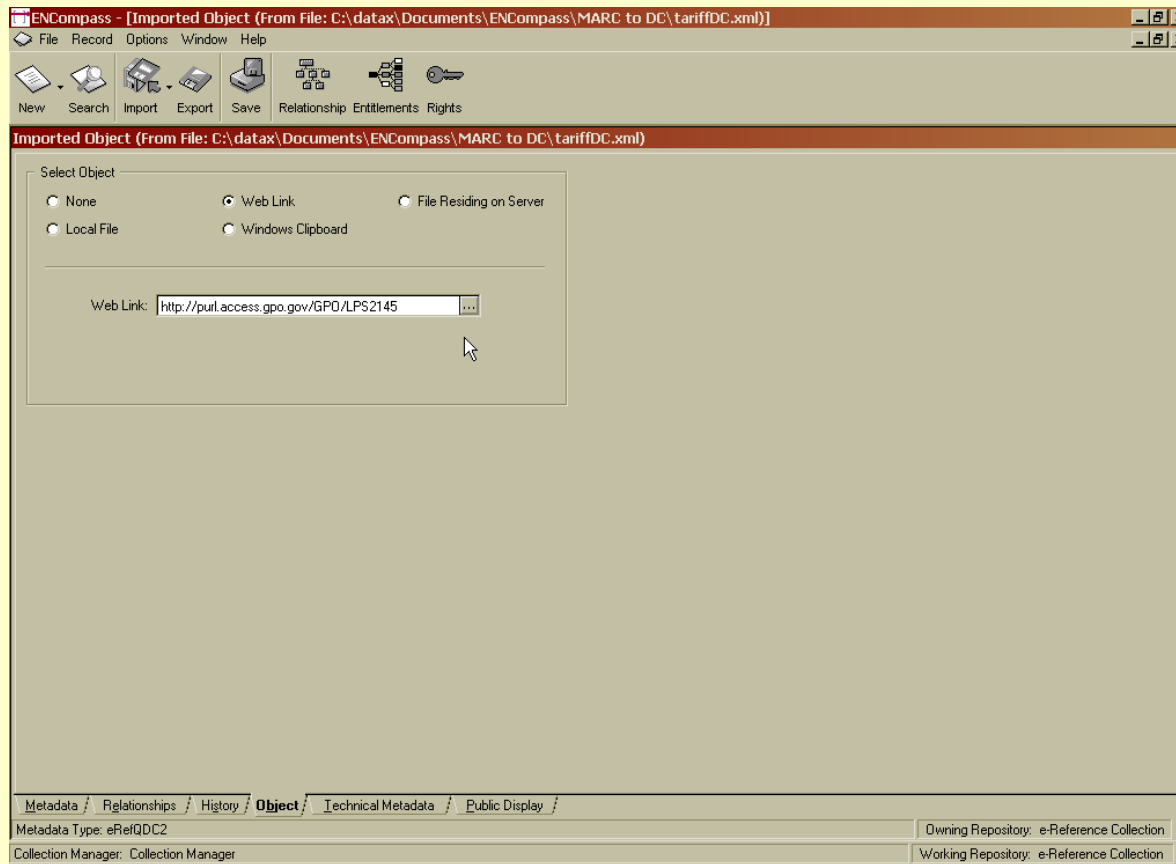 ENCompass - [Imported Object (From File: C:\datax\Documents\ENCompass\MARC to DC\tariffDC.xml)]
File Record Options Window Help
New Search Import Export Save Relationship Entitlements Rights
Imported Object (From File: C:\datax\Documents\ENCompass\MARC to DC\tariffDC.xml)
Select Object
None Web Link File Residing on Server
Local File Windows Clipboard
Web Link: http://purl.access.gpo.gov/GPO/LPS2145 ...
Metadata Relationships History Object Technical Metadata Public Display
Metadata Type: eRefQDC2 Owning Repository: e-Reference Collection
Collection Manager: Collection Manager Working Repository: e-Reference Collection